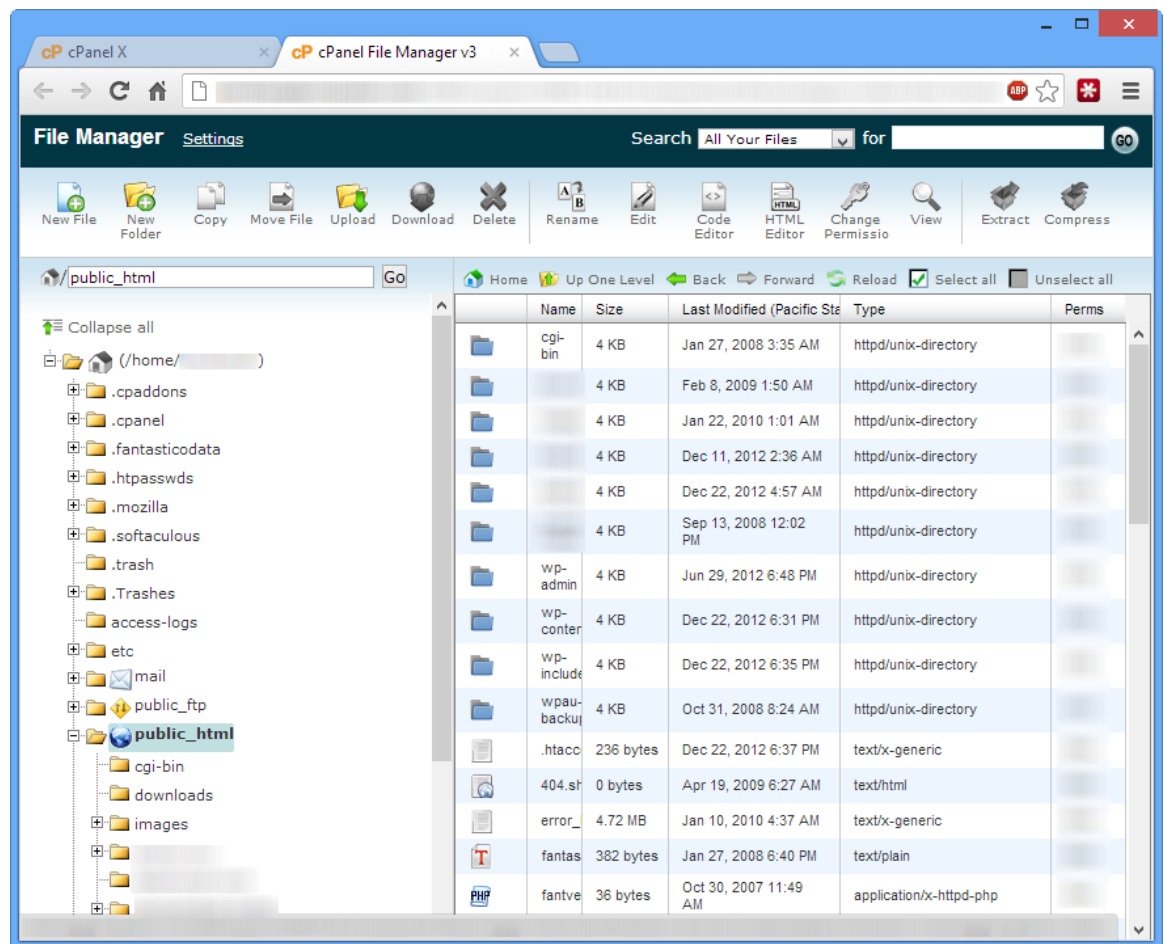 cP cPanel X
cP cPanel File Manager v3
ABP
File Manager Settings Search All Your Files for GO
New File
New Folder
Copy
Move File
Upload
Download
Delete
A B
Rename
Edit
<>
Code Editor
HTML
HTML Editor
Change Permissio
View
Extract
Compress
/ public_html Go
Home Up One Level Back Forward Reload Select all Unselect all
Collapse all
(/home/ )
.cpaddons
.cpanel
.fantasticodata
.htpasswds
.mozilla
.softaculous
.trash
.Trashes
access-logs
etc
mail
public_ftp
public_html
cgi-bin
downloads
images
Name Size Last Modified (Pacific Sta Type Perms
cgi-bin 4 KB Jan 27, 2008 3:35 AM httpd/unix-directory
4 KB Feb 8, 2009 1:50 AM httpd/unix-directory
4 KB Jan 22, 2010 1:01 AM httpd/unix-directory
4 KB Dec 11, 2012 2:36 AM httpd/unix-directory
4 KB Dec 22, 2012 4:57 AM httpd/unix-directory
4 KB Sep 13, 2008 12:02 PM httpd/unix-directory
wp-admin 4 KB Jun 29, 2012 6:48 PM httpd/unix-directory
wp-conter 4 KB Dec 22, 2012 6:31 PM httpd/unix-directory
wp-include 4 KB Dec 22, 2012 6:35 PM httpd/unix-directory
wpau-backup 4 KB Oct 31, 2008 8:24 AM httpd/unix-directory
.htacc 236 bytes Dec 22, 2012 6:37 PM text/x-generic
404.sh 0 bytes Apr 19, 2009 6:27 AM text/html
error_ 4.72 MB Jan 10, 2010 4:37 AM text/x-generic
T fantas 382 bytes Jan 27, 2008 6:40 PM text/plain
PHP fantve 36 bytes Oct 30, 2007 11:49 AM application/x-httpd-php